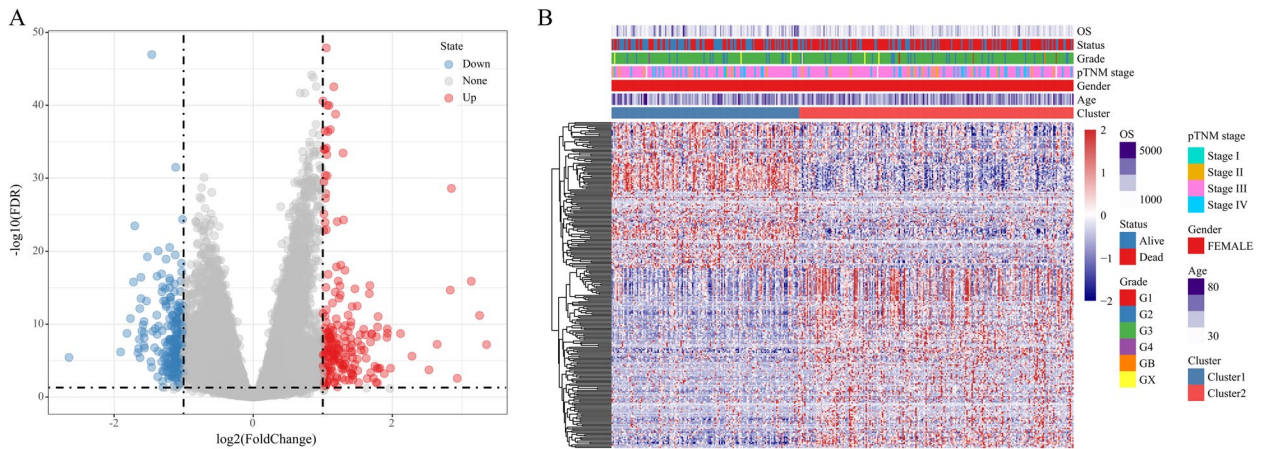 A
50
40
30
20
10
0
-log10(FDR)
-2
0
2
log2(FoldChange)
State
Down
None
Up
B
OS
Status
Grade
pTNM stage
Gender
Age
Cluster
2
1
0
−1
−2
OS
5000
1000
Status
Alive
Dead
Grade
G1
G2
G3
G4
GB
GX
pTNM stage
Stage I
Stage II
Stage III
Stage IV
Gender
FEMALE
Age
80
30
Cluster
Cluster1
Cluster2